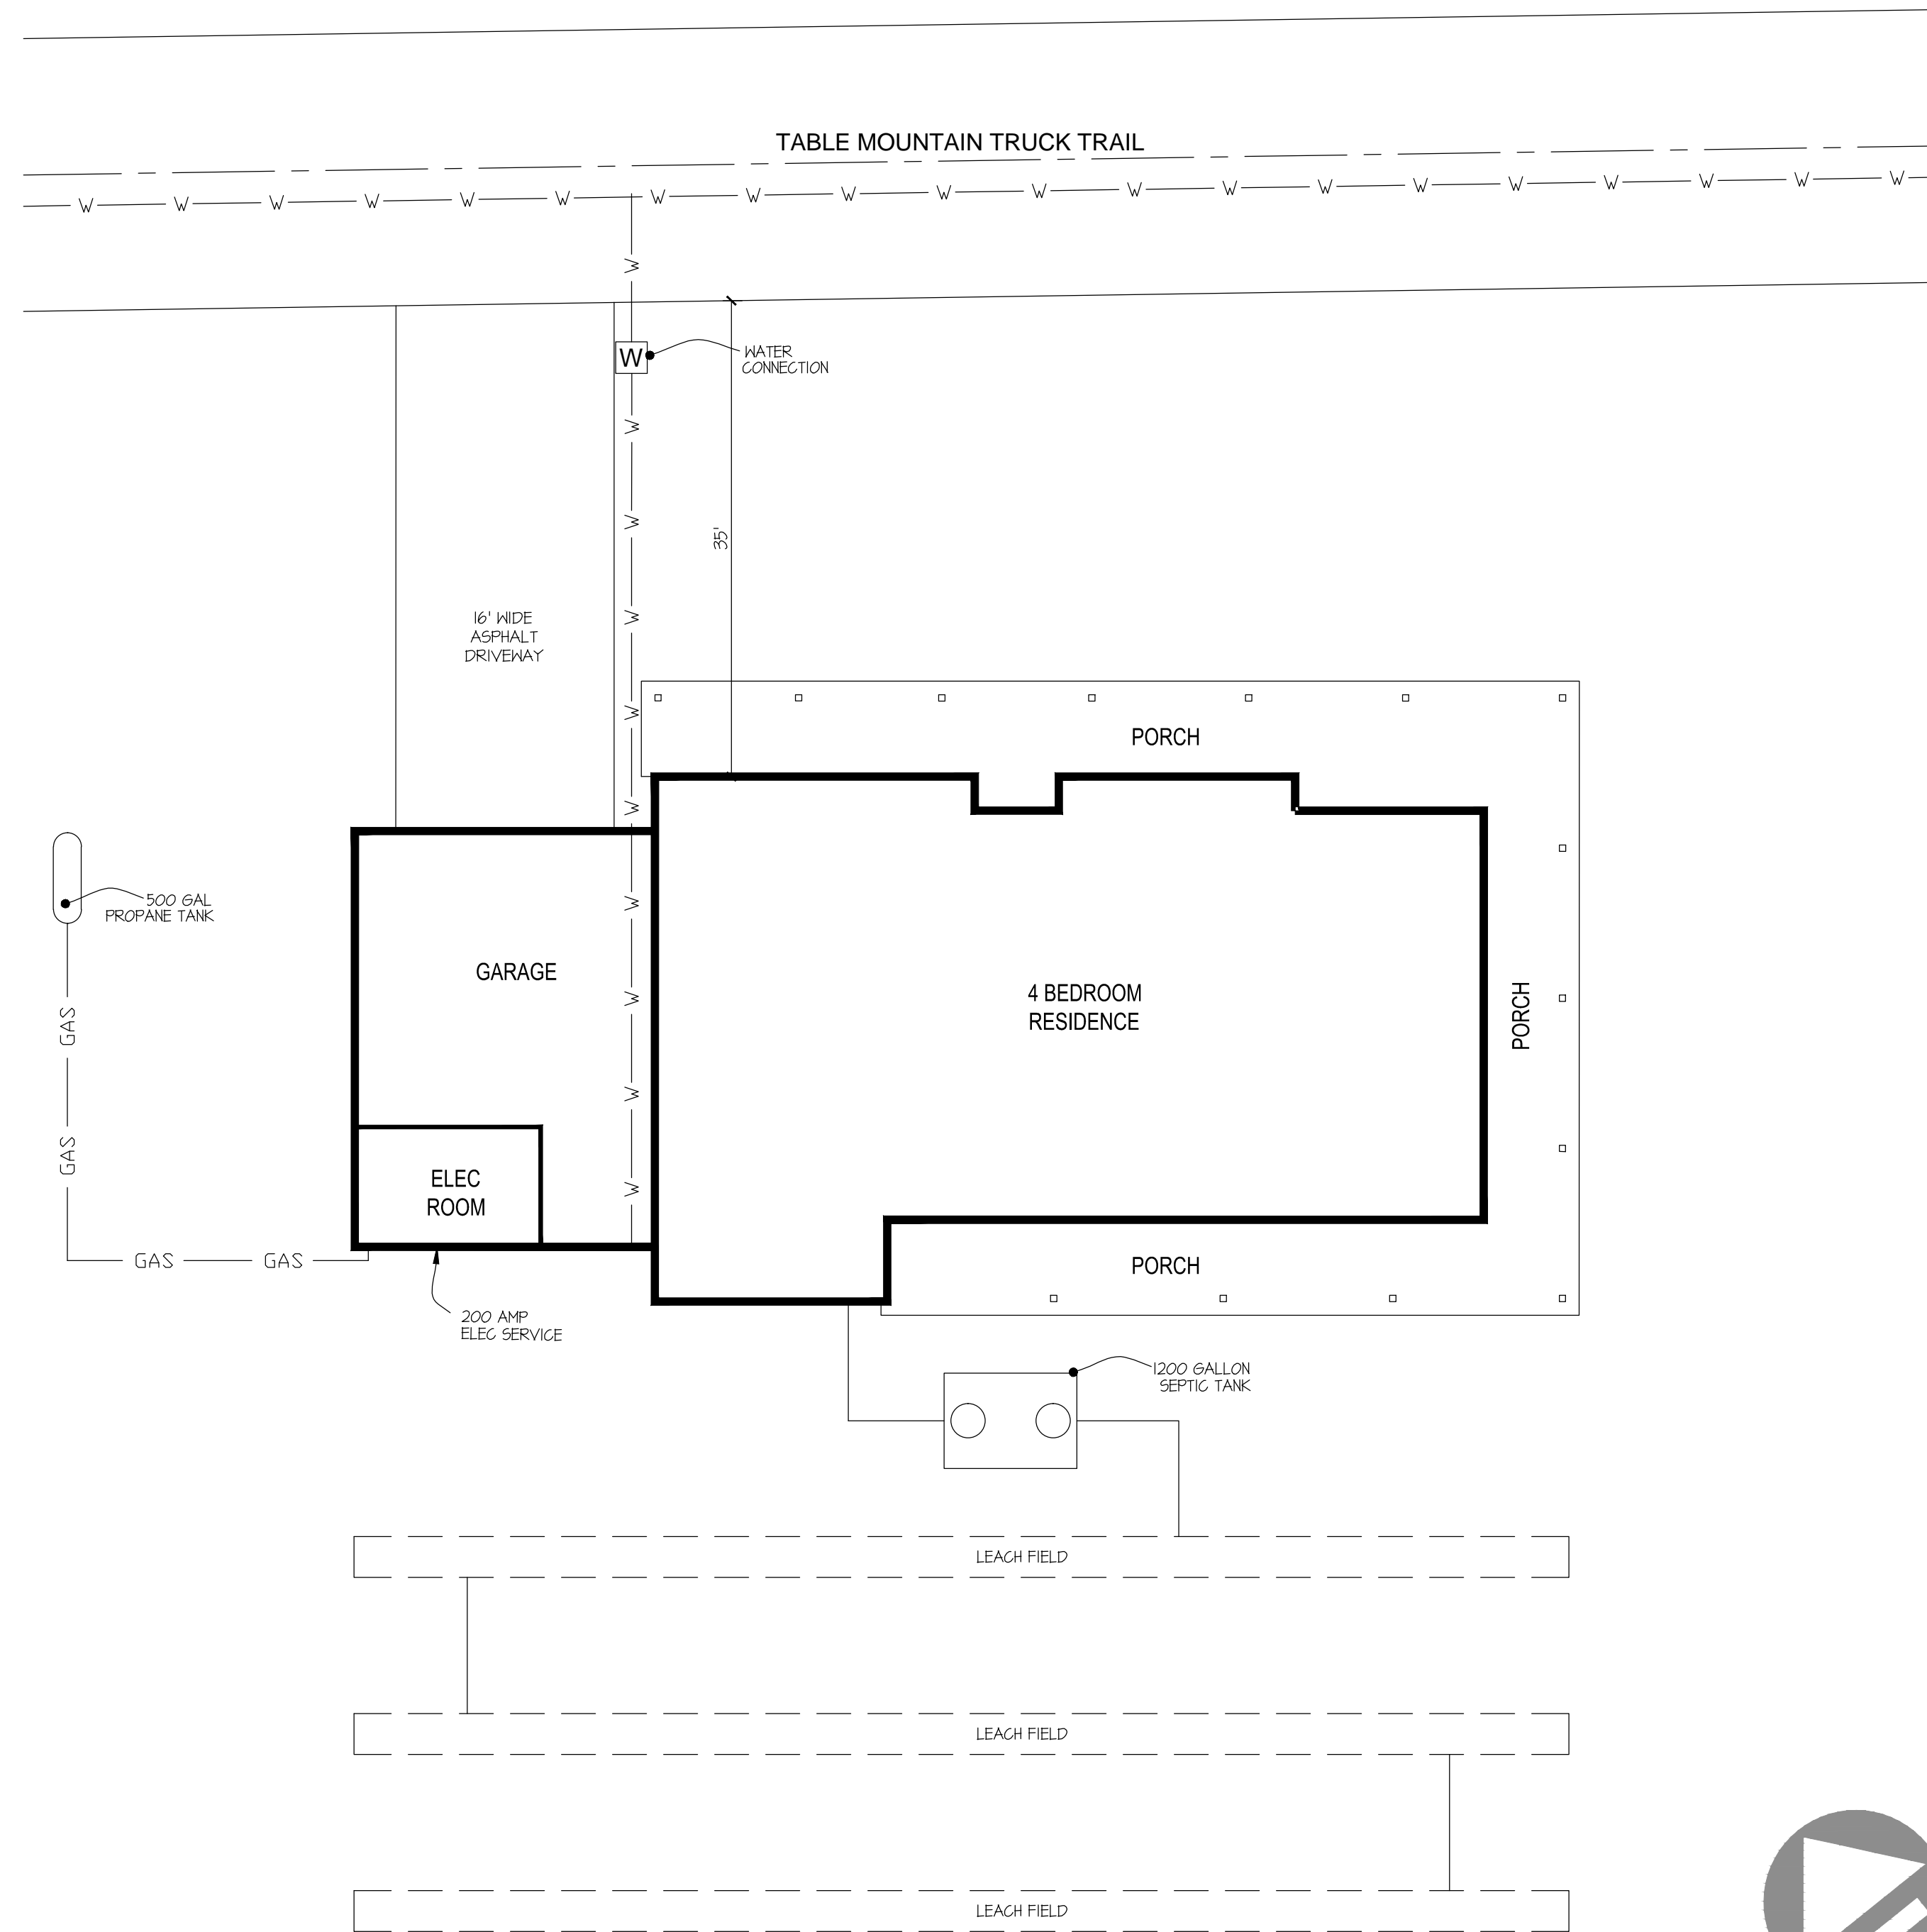 TABLE MOUNTAIN TRUCK TRAIL
W W W W W W W W W W W W W W W W W W W W
W
W
WATER
CONNECTION
W
W
35'
16' WIDE
ASPHALT
DRIVEWAY
W
W
PORCH
W
500 GAL
PROPANE TANK
W
GARAGE
4 BEDROOM
RESIDENCE
PORCH
W
GAS
W
GAS
ELEC
ROOM
W
GAS GAS
PORCH
200 AMP
ELEC SERVICE
1200 GALLON
SEPTIC TANK
LEACH FIELD
LEACH FIELD
LEACH FIELD